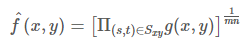 f̂(x, y) = [Π_{(s,t)∈S_{xy}} g(x, y)]^{1/mn}